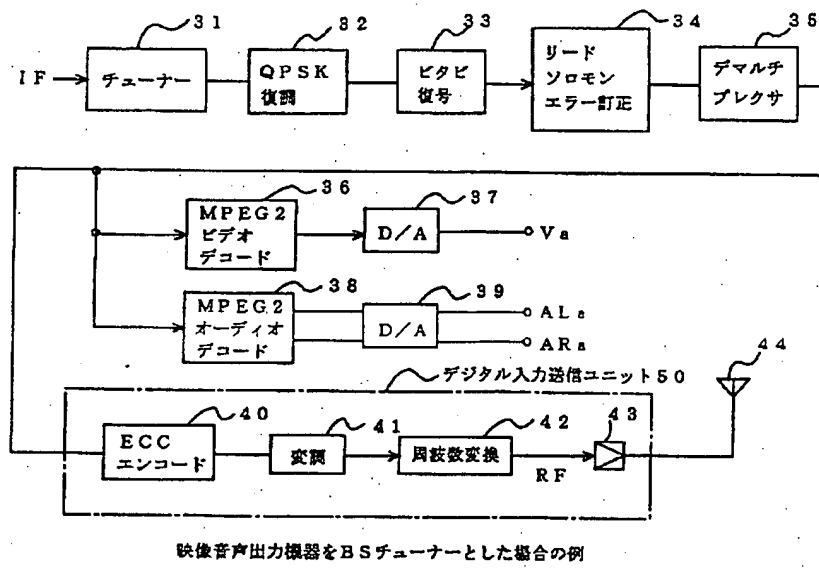 31
32
33
34
35
IF
チューナー
QPSK
復調
ビタビ
復号
リード
ソロモン
エラー訂正
デマルチ
プレクサ
36
37
MPEG2
ビデオ
デコード
D/A
Va
38
39
MPEG2
オーディオ
デコード
D/A
ALa
ARa
44
デジタル入力送信ユニット50
40
41
42
43
ECC
エンコード
変調
周波数変換
RF
映像音声出力機器をBSチューナーとした場合の例